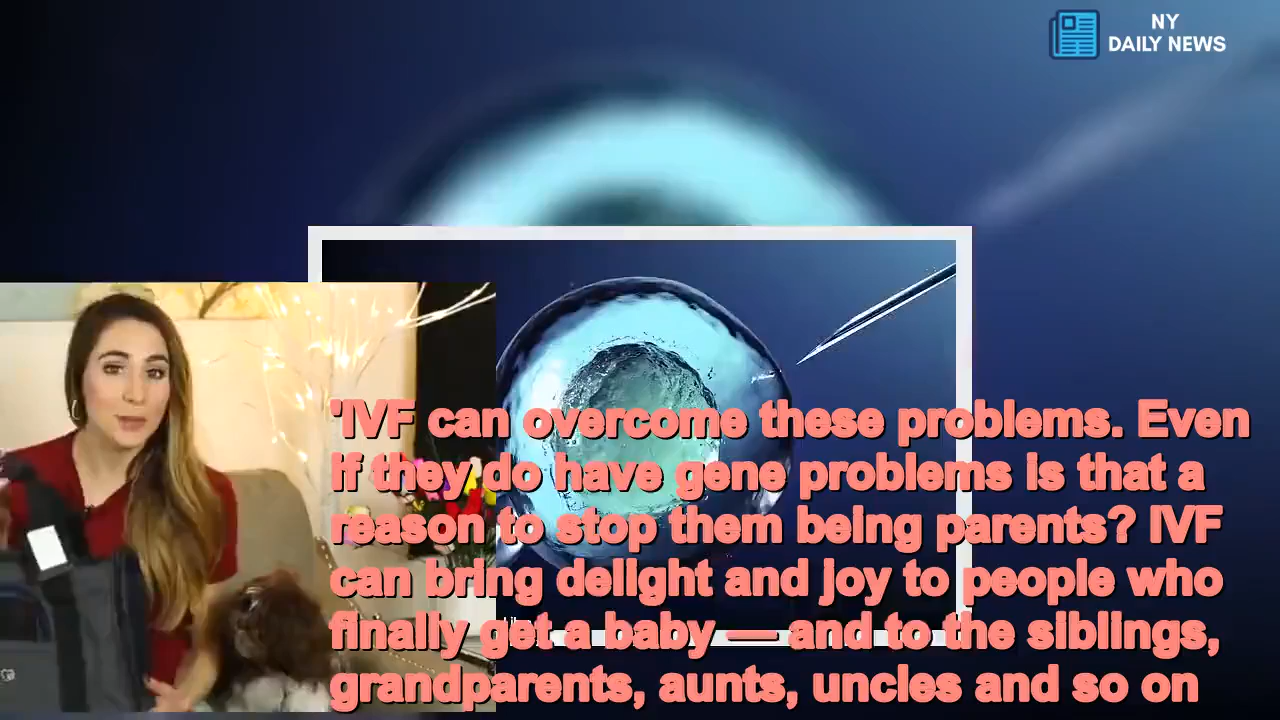 NY
DAILY NEWS
'IVF can overcome these problems. Even
if they do have gene problems is that a
reason to stop them being parents? IVF
can bring delight and joy to people who
finally get a baby — and to the siblings,
grandparents, aunts, uncles and so on